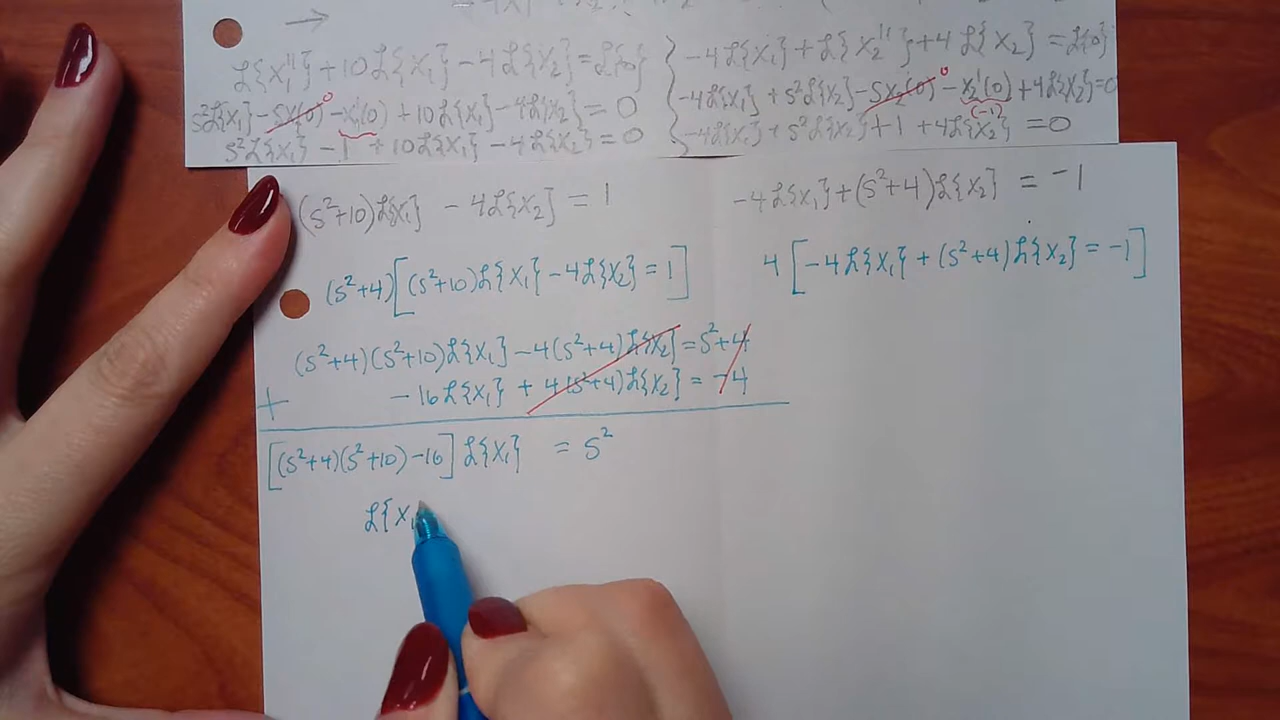 ℒ{x₁''} + 10ℒ{x₁} - 4ℒ{x₂} = ℒ{0}
s²ℒ{x₁} - sx₁(0)⁰ - x₁'(0) + 10ℒ{x₁} - 4ℒ{x₂} = 0
s²ℒ{x₁} - 1 + 10ℒ{x₁} - 4ℒ{x₂} = 0
-4ℒ{x₁} + ℒ{x₂''} + 4ℒ{x₂} = ℒ{0}
-4ℒ{x₁} + s²ℒ{x₂} - sx₂(0)⁰ - x₂'(0) + 4ℒ{x₂} = 0
(-1)
-4ℒ{x₁} + s²ℒ{x₂} + 1 + 4ℒ{x₂} = 0
(s²+10)ℒ{x₁} - 4ℒ{x₂} = 1
-4ℒ{x₁} + (s²+4)ℒ{x₂} = -1
(s²+4)[(s²+10)ℒ{x₁} - 4ℒ{x₂} = 1]
4[-4ℒ{x₁} + (s²+4)ℒ{x₂} = -1]
(s²+4)(s²+10)ℒ{x₁} - 4(s²+4)ℒ{x₂} = s²+4
+ -16ℒ{x₁} + 4(s²+4)ℒ{x₂} = -4
[(s²+4)(s²+10) - 16]ℒ{x₁} = s²
ℒ{x₁